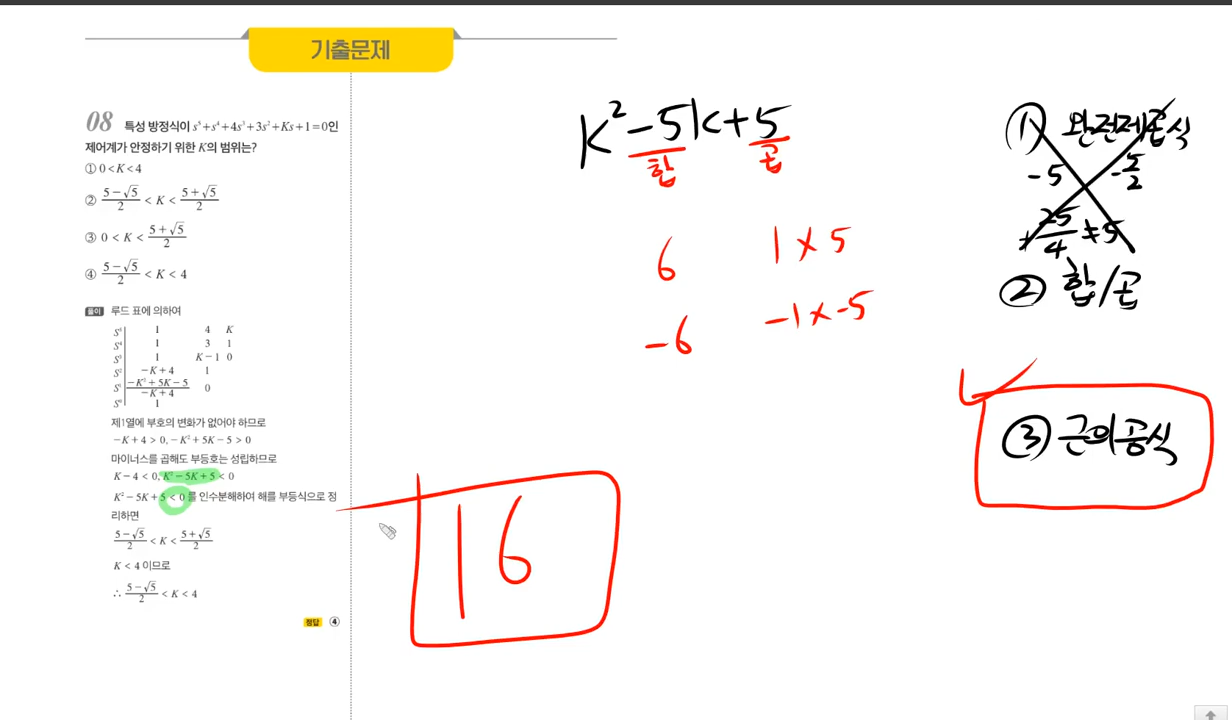 기출문제
08 특성 방정식이 s⁵+s⁴+4s³+3s²+Ks+1=0인
제어계가 안정하기 위한 K의 범위는?
① 0<K<4
② (5-√5)/2 < K < (5+√5)/2
③ 0 < K < (5+√5)/2
④ (5-√5)/2 < K < 4
풀이 루드 표에 의하여
S⁵ 1 4 K
S⁴ 1 3 1
S³ 1 K-1 0
S² -K+4 1
S¹ (-K²+5K-5)/(-K+4) 0
S⁰ 1
제1열에 부호의 변화가 없어야 하므로
-K+4>0, -K²+5K-5>0
마이너스를 곱해도 부등호는 성립하므로
K-4<0, K²-5K+5<0
K²-5K+5<0 를 인수분해하여 해를 부등식으로 정
리하면
(5-√5)/2 < K < (5+√5)/2
K<4 이므로
∴ (5-√5)/2 < K < 4
정답 ④
K²-5K+5
합 곱
6 1×5
-6 -1×-5
16
1) 완전제곱식
-5 -5/2
25/4 ≠ 5
② 합/곱
③ 근의공식